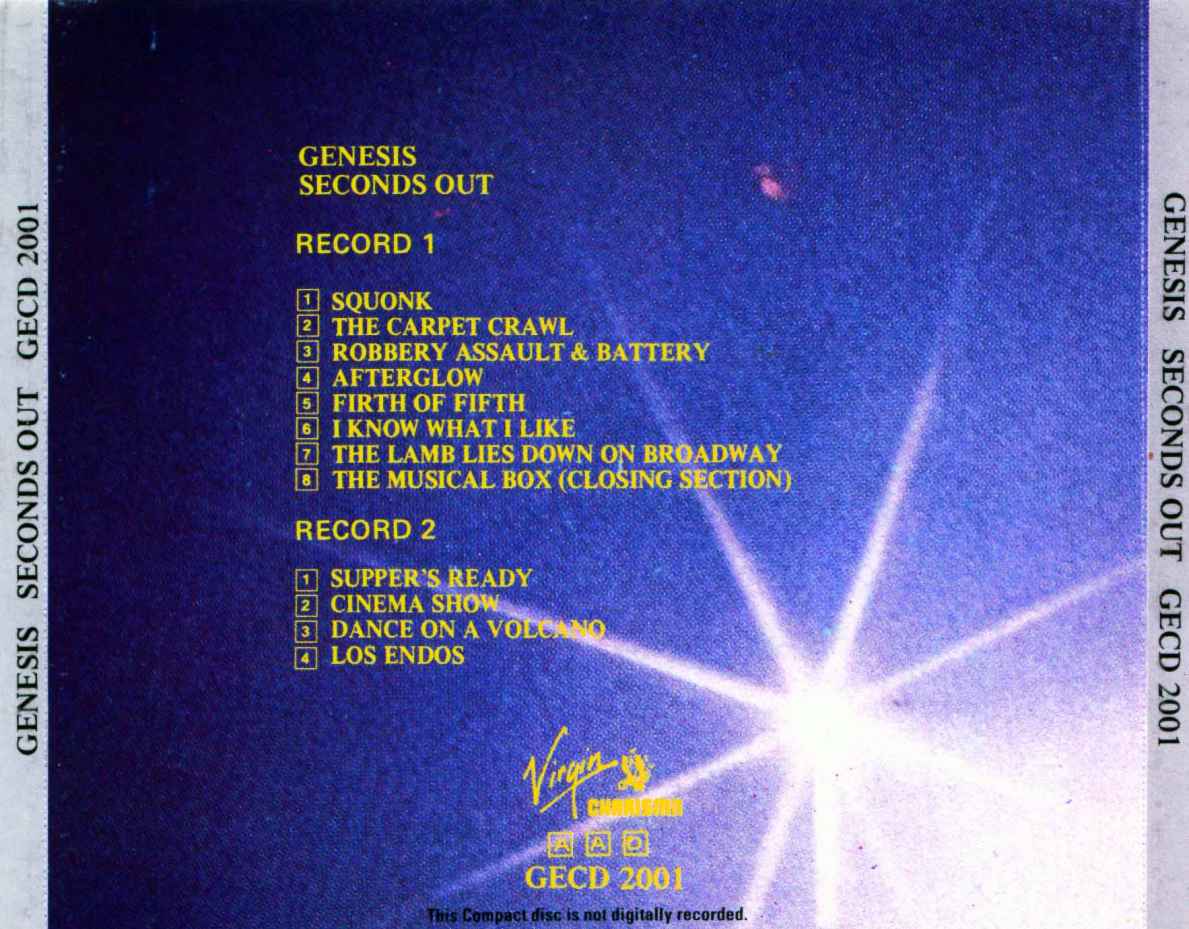 GENESIS SECONDS OUT GECD 2001
GENESIS
SECONDS OUT
RECORD 1
1 SQUONK
2 THE CARPET CRAWL
3 ROBBERY ASSAULT & BATTERY
4 AFTERGLOW
5 FIRTH OF FIFTH
6 I KNOW WHAT I LIKE
7 THE LAMB LIES DOWN ON BROADWAY
8 THE MUSICAL BOX (CLOSING SECTION)
RECORD 2
1 SUPPER'S READY
2 CINEMA SHOW
3 DANCE ON A VOLCANO
4 LOS ENDOS
Virgin
CHARISMA
A A D
GECD 2001
This Compact disc is not digitally recorded.
GENESIS SECONDS OUT GECD 2001